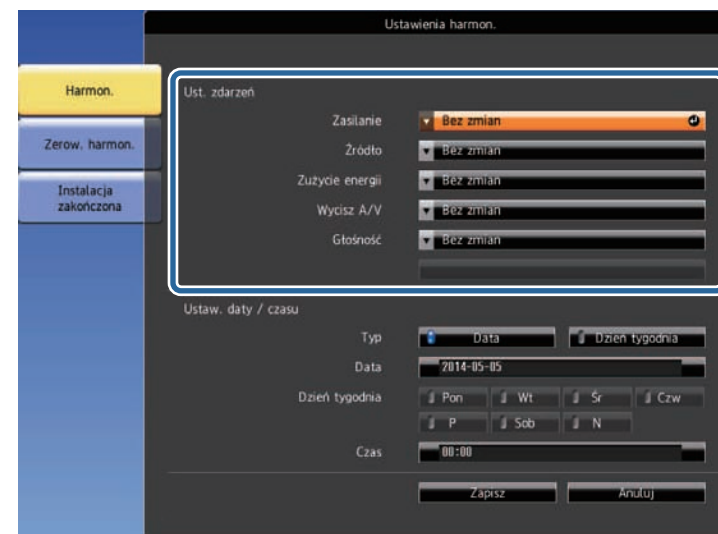 Ustawienia harmon.
Harmon.
Zerow. harmon.
Instalacja
zakończona
Ust. zdarzeń
Zasilanie Bez zmian
Źródło Bez zmian
Zużycie energii Bez zmian
Wycisz A/V Bez zmian
Głośność Bez zmian
Ustaw. daty / czasu
Typ Data Dzień tygodnia
Data 2014-05-05
Dzień tygodnia Pon Wt Śr Czw
P Sob N
Czas 00:00
Zapisz Anuluj